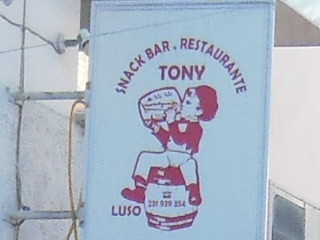 SNACK BAR . RESTAURANTE
TONY
231 939 354
LUSO